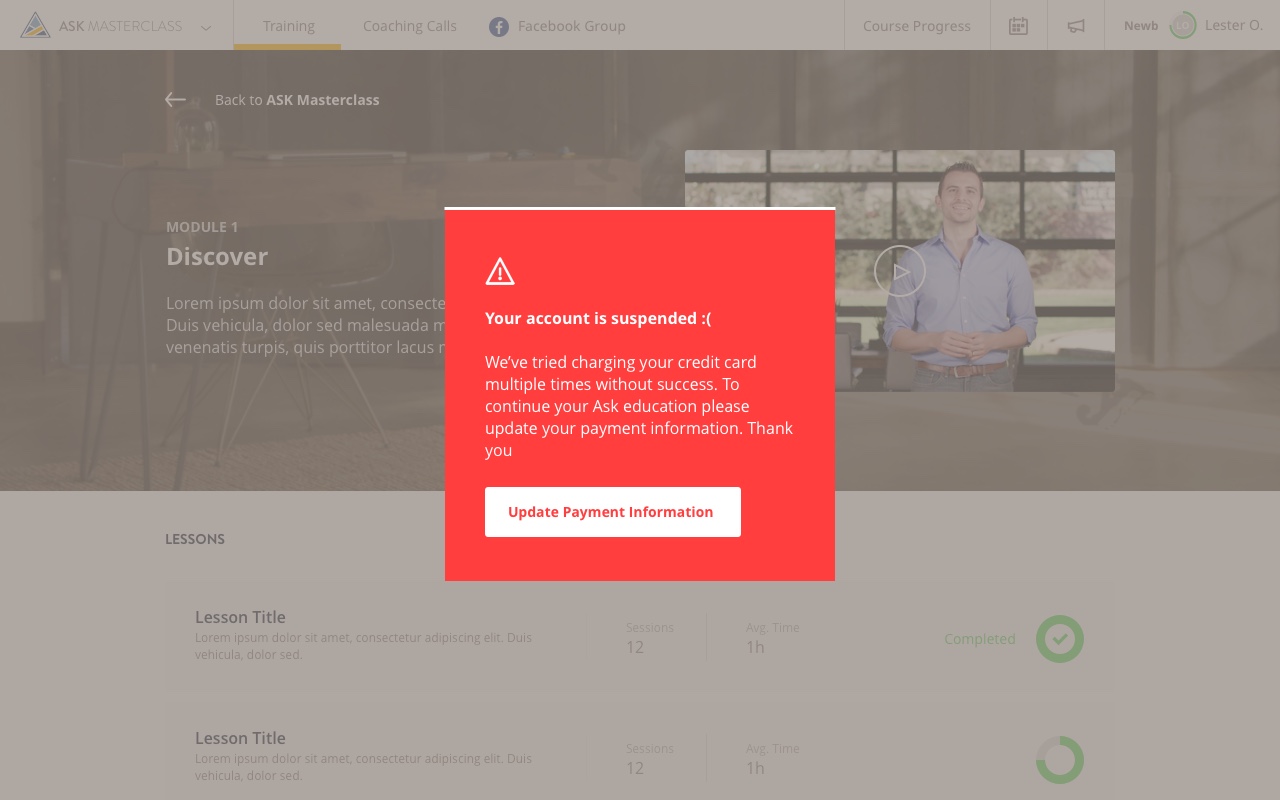 ASK MASTERCLASS
Training
Coaching Calls
Facebook Group
Course Progress
Newb
LO
Lester O.
Back to ASK Masterclass
MODULE 1
Discover
Lorem ipsum dolor sit amet, consecte
Duis vehicula, dolor sed malesuada m
venenatis turpis, quis porttitor lacus
Your account is suspended :(
We’ve tried charging your credit card
multiple times without success. To
continue your Ask education please
update your payment information. Thank
you
Update Payment Information
LESSONS
Lesson Title
Lorem ipsum dolor sit amet, consectetur adipiscing elit. Duis
vehicula, dolor sed.
Sessions
12
Avg. Time
1h
Completed
Lesson Title
Lorem ipsum dolor sit amet, consectetur adipiscing elit. Duis
vehicula, dolor sed.
Sessions
12
Avg. Time
1h